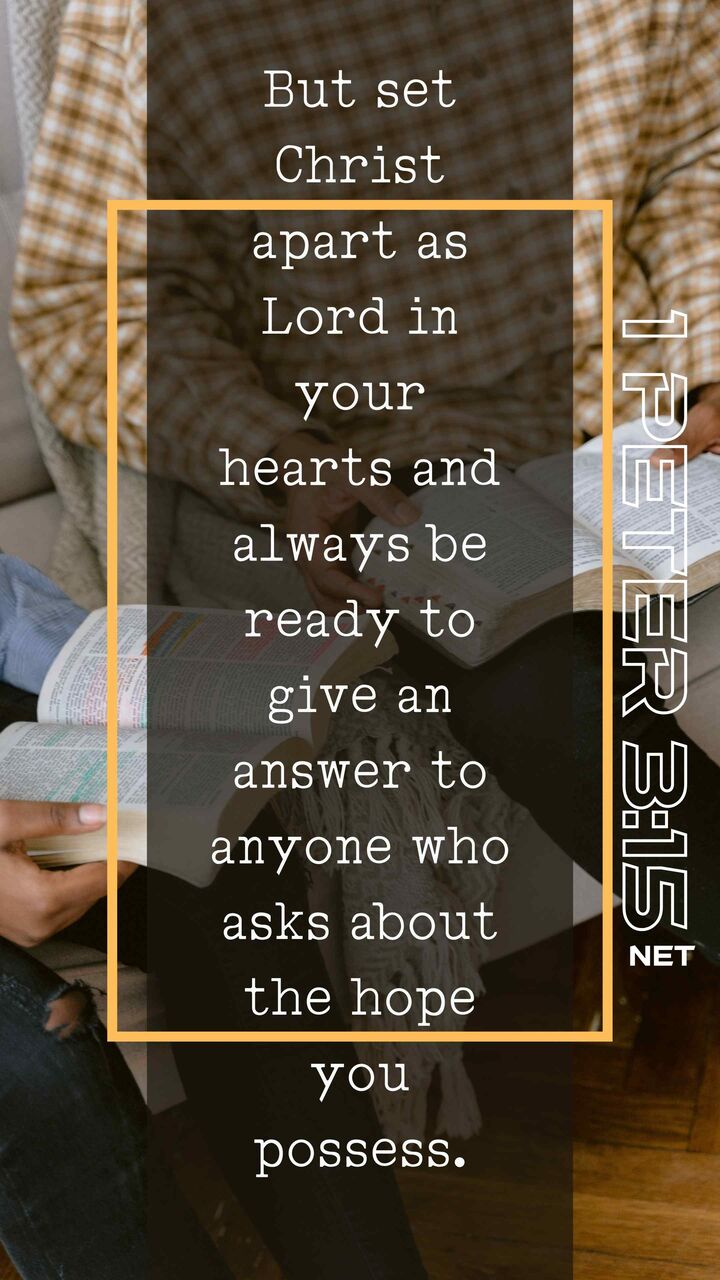 But set
Christ
apart as
Lord in
your
hearts and
always be
ready to
give an
answer to
anyone who
asks about
the hope
you
possess.
1 PETER 3:15
NET